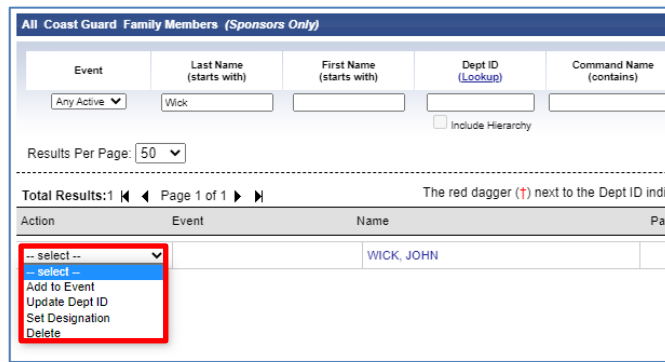 All Coast Guard Family Members (Sponsors Only)
Event Last Name (starts with) First Name (starts with) Dept ID (Lookup) Command Name (contains)
Any Active Wick
Include Hierarchy
Results Per Page: 50
Total Results:1 Page 1 of 1 The red dagger (†) next to the Dept ID indi
Action Event Name Pa
-- select -- WICK, JOHN
-- select --
Add to Event
Update Dept ID
Set Designation
Delete